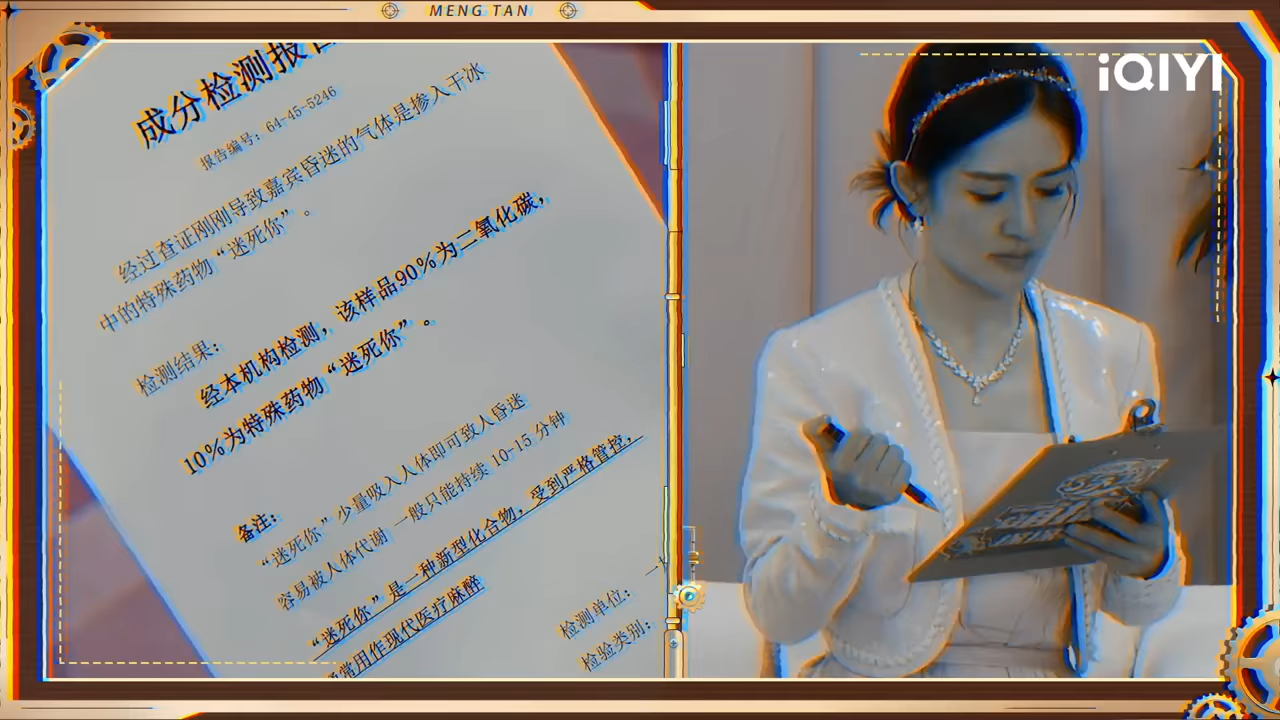 MENG TAN
iQIYI
成分检测报告
报告编号：64-45-5246
经过查证刚刚导致嘉宾昏迷的气体是掺入干冰
中的特殊药物“迷死你”。
检测结果：
经本机构检测，该样品90%为二氧化碳，
10%为特殊药物“迷死你”。
备注：
“迷死你”少量吸入人体即可致人昏迷
容易被人体代谢 一般只能持续 10-15 分钟
“迷死你”是一种新型化合物，受到严格管控，
常用作现代医疗麻醉
检测单位：
检验类别：